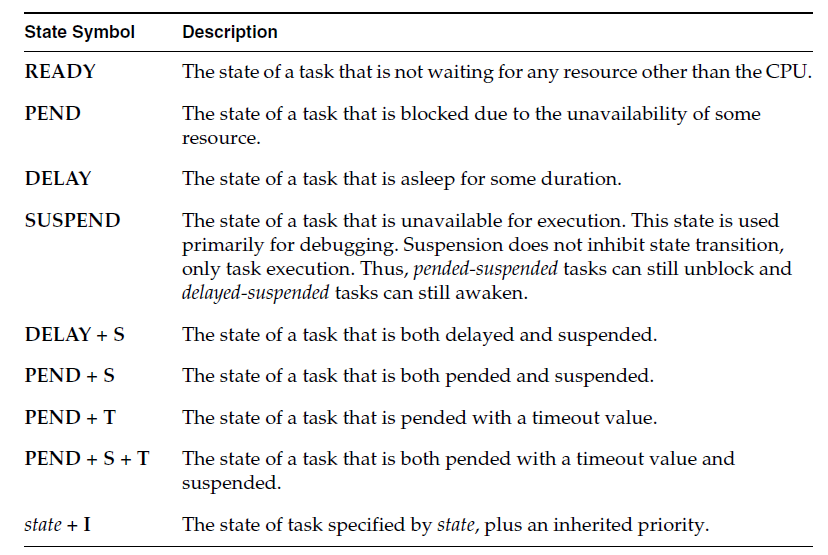 State Symbol Description
READY The state of a task that is not waiting for any resource other than the CPU.
PEND The state of a task that is blocked due to the unavailability of some
resource.
DELAY The state of a task that is asleep for some duration.
SUSPEND The state of a task that is unavailable for execution. This state is used
primarily for debugging. Suspension does not inhibit state transition,
only task execution. Thus, pended-suspended tasks can still unblock and
delayed-suspended tasks can still awaken.
DELAY + S The state of a task that is both delayed and suspended.
PEND + S The state of a task that is both pended and suspended.
PEND + T The state of a task that is pended with a timeout value.
PEND + S + T The state of a task that is both pended with a timeout value and
suspended.
state + I The state of task specified by state, plus an inherited priority.